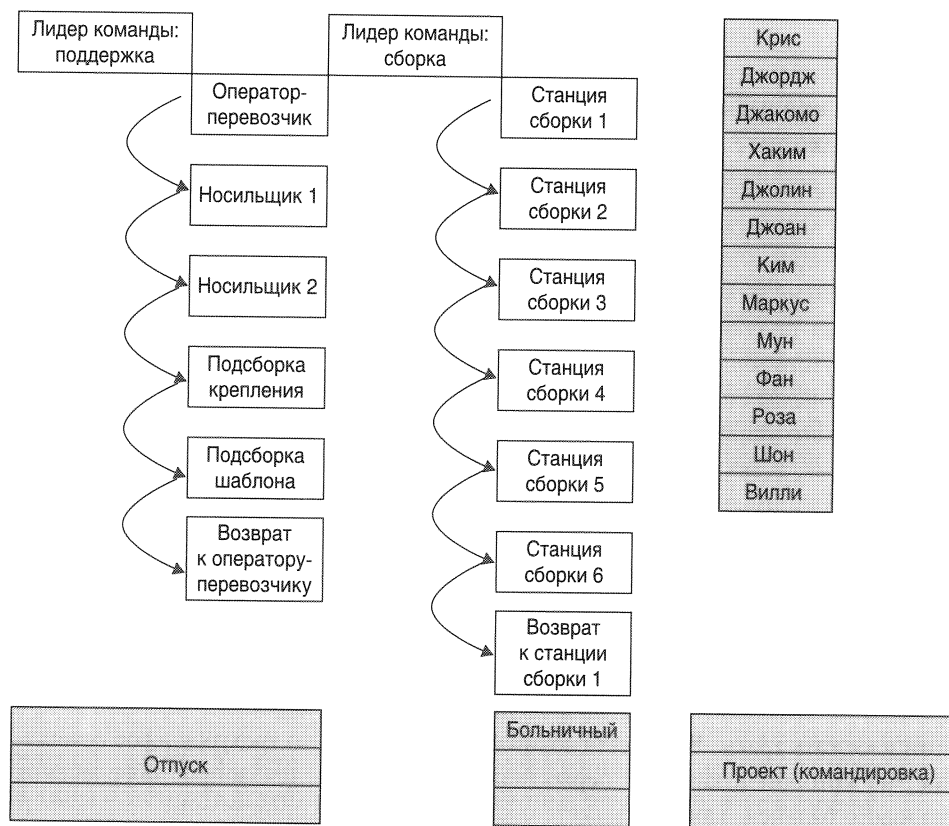 Лидер команды:
поддержка
Оператор-
перевозчик
Носильщик 1
Носильщик 2
Подсборка
крепления
Подсборка
шаблона
Возврат
к оператору-
перевозчику
Лидер команды:
сборка
Станция
сборки 1
Станция
сборки 2
Станция
сборки 3
Станция
сборки 4
Станция
сборки 5
Станция
сборки 6
Возврат
к станции
сборки 1
Крис
Джордж
Джакомо
Хаким
Джолин
Джоан
Ким
Маркус
Мун
Фан
Роза
Шон
Вилли
Отпуск
Больничный
Проект (командировка)